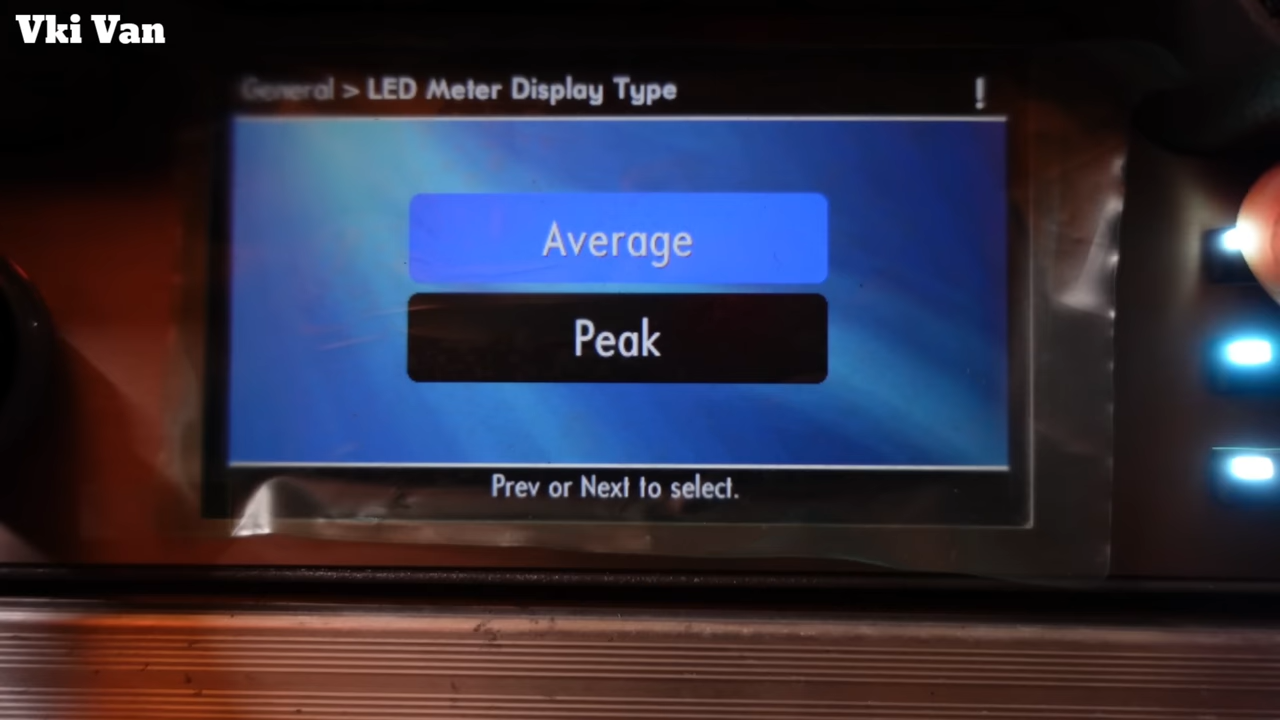 Vki Van
General > LED Meter Display Type !
Average
Peak
Prev or Next to select.